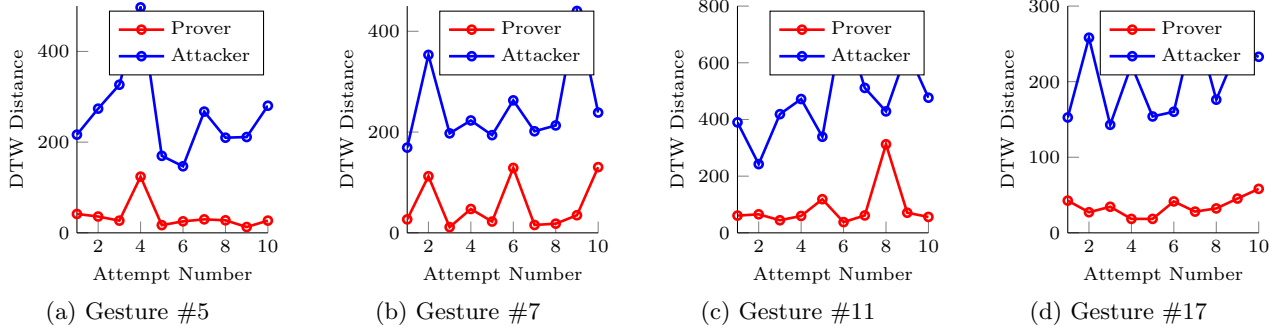 Prover
Attacker
400
200
0
DTW Distance
2 4 6 8 10
Attempt Number
(a) Gesture #5
Prover
Attacker
400
200
0
DTW Distance
2 4 6 8 10
Attempt Number
(b) Gesture #7
Prover
Attacker
800
600
400
200
0
DTW Distance
2 4 6 8 10
Attempt Number
(c) Gesture #11
Prover
Attacker
300
200
100
0
DTW Distance
2 4 6 8 10
Attempt Number
(d) Gesture #17